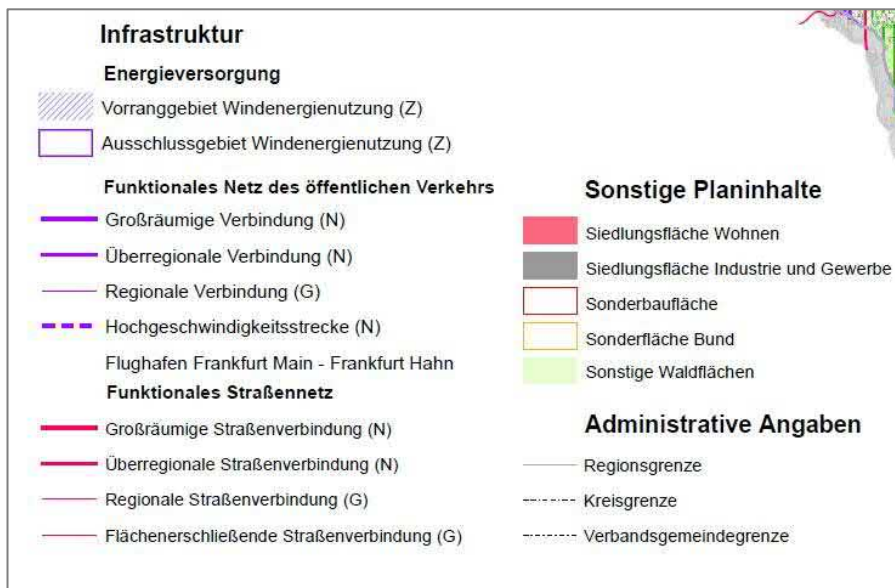 Infrastruktur
Energieversorgung
Vorranggebiet Windenergienutzung (Z)
Ausschlussgebiet Windenergienutzung (Z)
Funktionales Netz des öffentlichen Verkehrs
Großräumige Verbindung (N)
Überregionale Verbindung (N)
Regionale Verbindung (G)
Hochgeschwindigkeitsstrecke (N)
Flughafen Frankfurt Main - Frankfurt Hahn
Funktionales Straßennetz
Großräumige Straßenverbindung (N)
Überregionale Straßenverbindung (N)
Regionale Straßenverbindung (G)
Flächenerschließende Straßenverbindung (G)
Sonstige Planinhalte
Siedlungsfläche Wohnen
Siedlungsfläche Industrie und Gewerbe
Sonderbaufläche
Sonderfläche Bund
Sonstige Waldflächen
Administrative Angaben
Regionsgrenze
Kreisgrenze
Verbandsgemeindegrenze